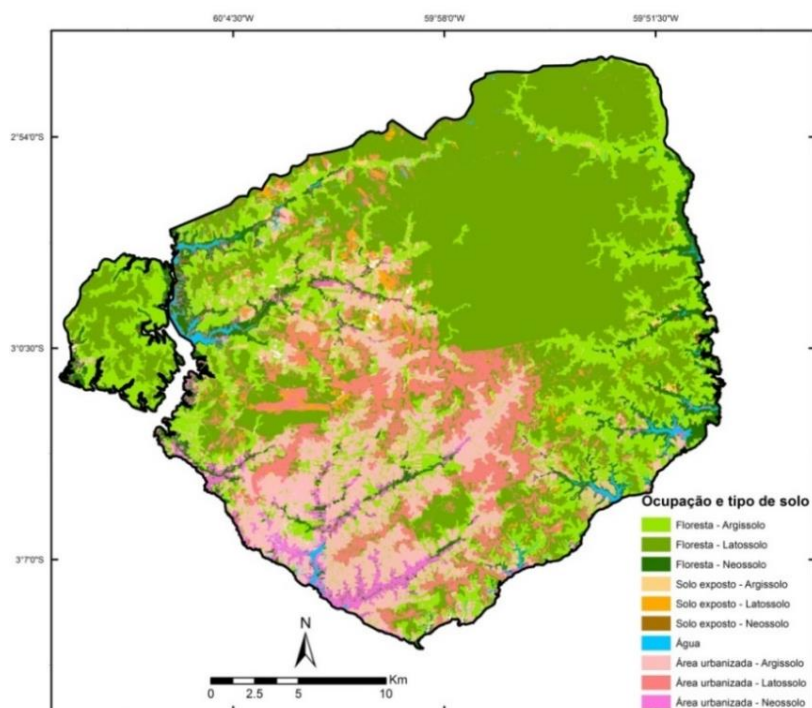 60°4'30"W
59°58'0"W
59°51'30"W
2°54'0"S
3°0'30"S
3°7'0"S
Ocupação e tipo de solo
Floresta - Argissolo
Floresta - Latossolo
Floresta - Neossolo
Solo exposto - Argissolo
Solo exposto - Latossolo
Solo exposto - Neossolo
Água
Área urbanizada - Argissolo
Área urbanizada - Latossolo
Área urbanizada - Neossolo
N
Km
0 2.5 5 10